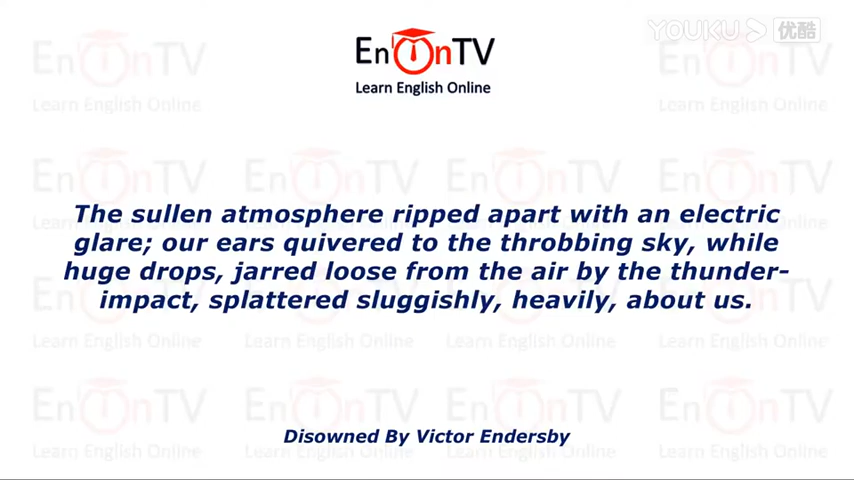 YOUKU 优酷
EnOnTV
Learn English Online
The sullen atmosphere ripped apart with an electric
glare; our ears quivered to the throbbing sky, while
huge drops, jarred loose from the air by the thunder-
impact, splattered sluggishly, heavily, about us.
Disowned By Victor Endersby